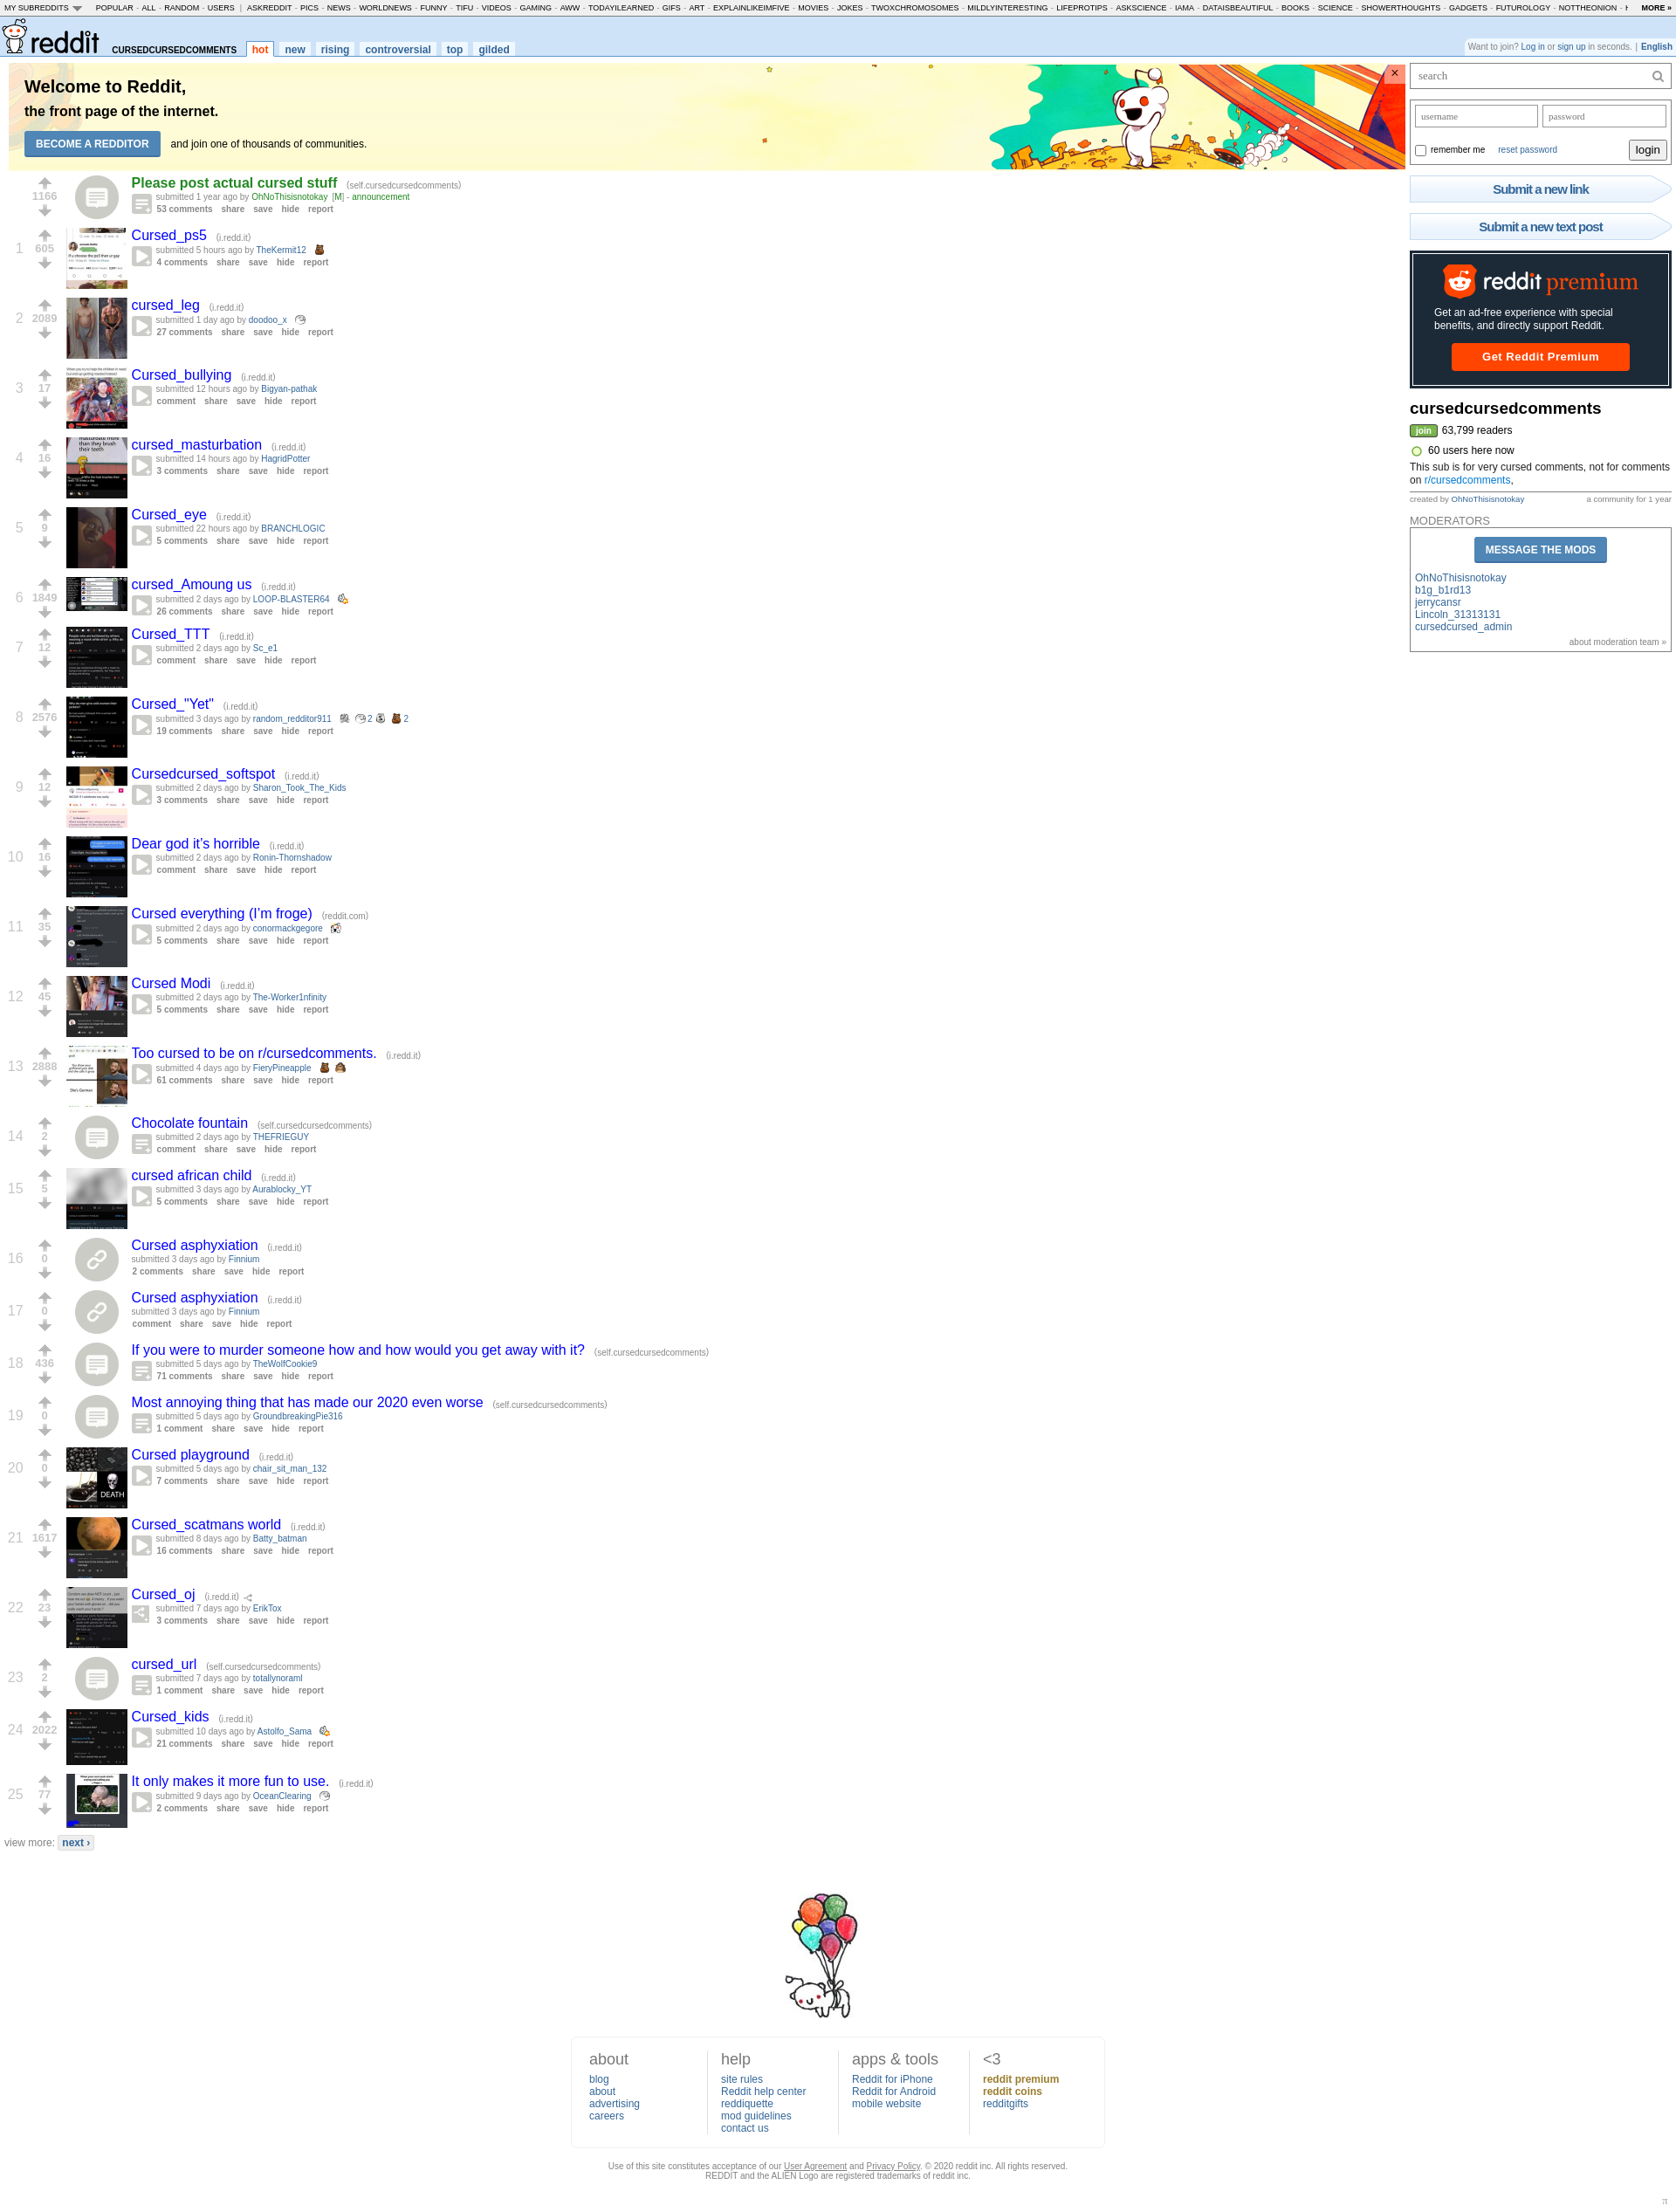 MY SUBREDDITS POPULAR - ALL - RANDOM - USERS | ASKREDDIT - PICS - NEWS - WORLDNEWS - FUNNY - TIFU - VIDEOS - GAMING - AWW - TODAYILEARNED - GIFS - ART - EXPLAINLIKEIMFIVE - MOVIES - JOKES - TWOXCHROMOSOMES - MILDLYINTERESTING - LIFEPROTIPS - ASKSCIENCE - IAMA - DATAISBEAUTIFUL - BOOKS - SCIENCE - SHOWERTHOUGHTS - GADGETS - FUTUROLOGY - NOTTHEONION - MORE »
reddit CURSEDCURSEDCOMMENTS hot new rising controversial top gilded
Want to join? Log in or sign up in seconds. | English
Welcome to Reddit,
the front page of the internet.
BECOME A REDDITOR and join one of thousands of communities.
×
1166
Please post actual cursed stuff (self.cursedcursedcomments)
submitted 1 year ago by OhNoThisisnotokay [M] - announcement
53 comments share save hide report
1 605
Cursed_ps5 (i.redd.it)
submitted 5 hours ago by TheKermit12
4 comments share save hide report
2 2089
cursed_leg (i.redd.it)
submitted 1 day ago by doodoo_x
27 comments share save hide report
3 17
Cursed_bullying (i.redd.it)
submitted 12 hours ago by Bigyan-pathak
comment share save hide report
4 16
than they brush
their teeth
cursed_masturbation (i.redd.it)
submitted 14 hours ago by HagridPotter
3 comments share save hide report
5 9
Cursed_eye (i.redd.it)
submitted 22 hours ago by BRANCHLOGIC
5 comments share save hide report
6 1849
cursed_Amoung us (i.redd.it)
submitted 2 days ago by LOOP-BLASTER64
26 comments share save hide report
7 12
Cursed_TTT (i.redd.it)
submitted 2 days ago by Sc_e1
comment share save hide report
8 2576
Cursed_"Yet" (i.redd.it)
submitted 3 days ago by random_redditor911 2 2
19 comments share save hide report
9 12
Cursedcursed_softspot (i.redd.it)
submitted 2 days ago by Sharon_Took_The_Kids
3 comments share save hide report
10 16
Dear god it’s horrible (i.redd.it)
submitted 2 days ago by Ronin-Thornshadow
comment share save hide report
11 35
Cursed everything (I’m froge) (reddit.com)
submitted 2 days ago by conormackgegore
5 comments share save hide report
12 45
Cursed Modi (i.redd.it)
submitted 2 days ago by The-Worker1nfinity
5 comments share save hide report
13 2888
Too cursed to be on r/cursedcomments. (i.redd.it)
submitted 4 days ago by FieryPineapple
61 comments share save hide report
14 2
Chocolate fountain (self.cursedcursedcomments)
submitted 2 days ago by THEFRIEGUY
comment share save hide report
15 5
cursed african child (i.redd.it)
submitted 3 days ago by Aurablocky_YT
5 comments share save hide report
16 0
Cursed asphyxiation (i.redd.it)
submitted 3 days ago by Finnium
2 comments share save hide report
17 0
Cursed asphyxiation (i.redd.it)
submitted 3 days ago by Finnium
comment share save hide report
18 436
If you were to murder someone how and how would you get away with it? (self.cursedcursedcomments)
submitted 5 days ago by TheWolfCookie9
71 comments share save hide report
19 0
Most annoying thing that has made our 2020 even worse (self.cursedcursedcomments)
submitted 5 days ago by GroundbreakingPie316
1 comment share save hide report
20 0
DEATH
Cursed playground (i.redd.it)
submitted 5 days ago by chair_sit_man_132
7 comments share save hide report
21 1617
Cursed_scatmans world (i.redd.it)
submitted 8 days ago by Batty_batman
16 comments share save hide report
22 23
Cursed_oj (i.redd.it)
submitted 7 days ago by ErikTox
3 comments share save hide report
23 2
cursed_url (self.cursedcursedcomments)
submitted 7 days ago by totallynoraml
1 comment share save hide report
24 2022
Cursed_kids (i.redd.it)
submitted 10 days ago by Astolfo_Sama
21 comments share save hide report
25 77
It only makes it more fun to use. (i.redd.it)
submitted 9 days ago by OceanClearing
2 comments share save hide report
view more: next ›
search
username password
remember me reset password login
Submit a new link
Submit a new text post
reddit premium
Get an ad-free experience with special
benefits, and directly support Reddit.
Get Reddit Premium
cursedcursedcomments
join 63,799 readers
60 users here now
This sub is for very cursed comments, not for comments
on r/cursedcomments,
created by OhNoThisisnotokay a community for 1 year
MODERATORS
MESSAGE THE MODS
OhNoThisisnotokay
b1g_b1rd13
jerrycansr
Lincoln_31313131
cursedcursed_admin
about moderation team »
about
blog
about
advertising
careers
help
site rules
Reddit help center
reddiquette
mod guidelines
contact us
apps & tools
Reddit for iPhone
Reddit for Android
mobile website
<3
reddit premium
reddit coins
redditgifts
Use of this site constitutes acceptance of our User Agreement and Privacy Policy. © 2020 reddit inc. All rights reserved.
REDDIT and the ALIEN Logo are registered trademarks of reddit inc.
π